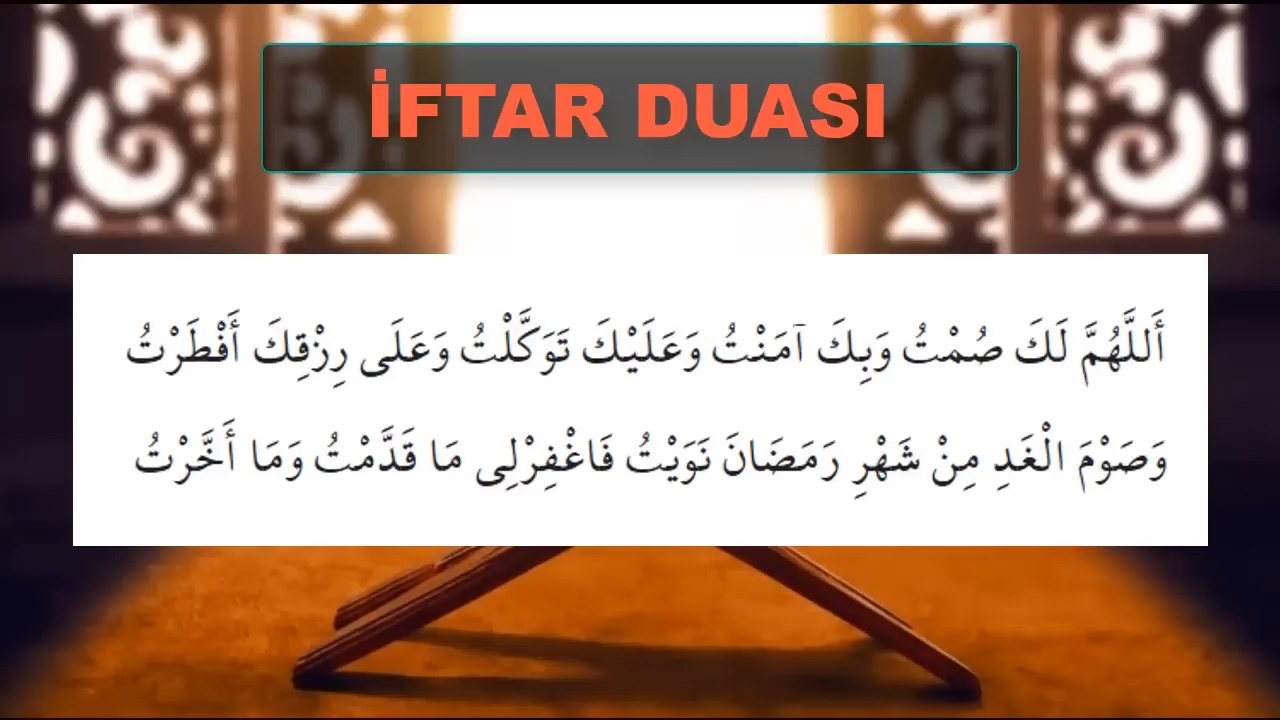 İFTAR DUASI
أَللَّهُمَّ لَكَ صُمْتُ وَبِكَ آمَنْتُ وَعَلَيْكَ تَوَكَّلْتُ وَعَلَى رِزْقِكَ أَفْطَرْتُ
وَصَوْمَ الْغَدِ مِنْ شَهْرِ رَمَضَانَ نَوَيْتُ فَاغْفِرْلِى مَا قَدَّمْتُ وَمَا أَخَّرْتُ